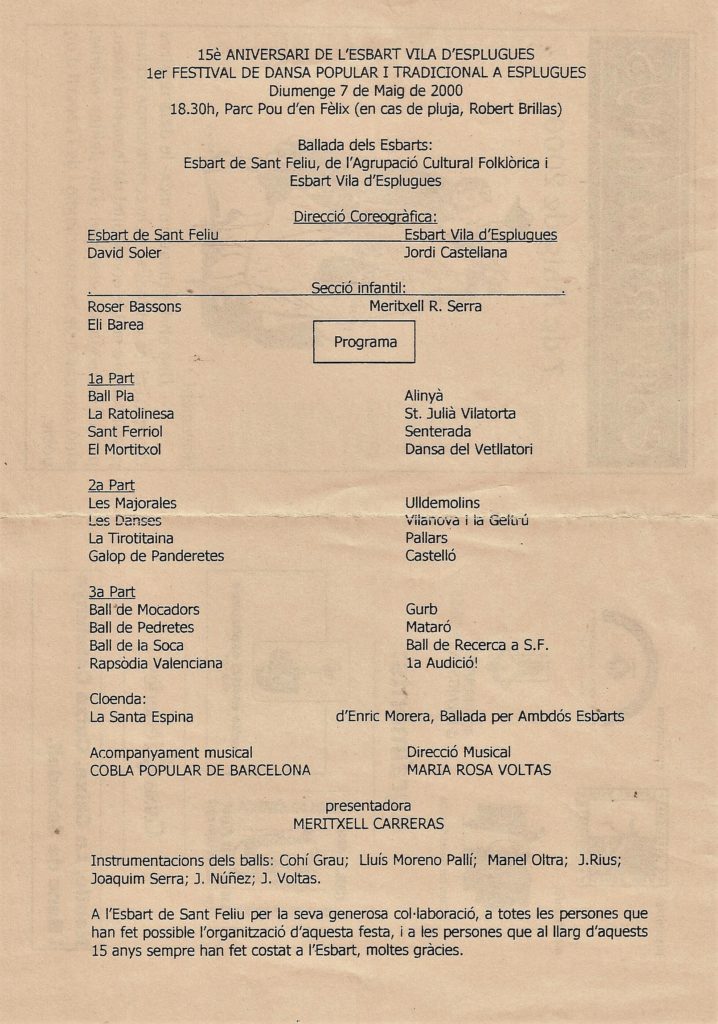 15è ANIVERSARI DE L'ESBART VILA D'ESPLUGUES
1er FESTIVAL DE DANSA POPULAR I TRADICIONAL A ESPLUGUES
Diumenge 7 de Maig de 2000
18.30h, Parc Pou d'en Fèlix (en cas de pluja, Robert Brillas)
Ballada dels Esbarts:
Esbart de Sant Feliu, de l'Agrupació Cultural Folklòrica i
Esbart Vila d'Esplugues
Direcció Coreogràfica:
Esbart de Sant Feliu Esbart Vila d'Esplugues
David Soler Jordi Castellana
. Secció infantil: .
Roser Bassons Meritxell R. Serra
Eli Barea
Programa
1a Part
Ball Pla Alinyà
La Ratolinesa St. Julià Vilatorta
Sant Ferriol Senterada
El Mortitxol Dansa del Vetllatori
2a Part
Les Majorales Ulldemolins
Les Danses Vilanova i la Geltrú
La Tirotitaina Pallars
Galop de Panderetes Castelló
3a Part
Ball de Mocadors Gurb
Ball de Pedretes Mataró
Ball de la Soca Ball de Recerca a S.F.
Rapsòdia Valenciana 1a Audició!
Cloenda:
La Santa Espina d'Enric Morera, Ballada per Ambdós Esbarts
Acompanyament musical Direcció Musical
COBLA POPULAR DE BARCELONA MARIA ROSA VOLTAS
presentadora
MERITXELL CARRERAS
Instrumentacions dels balls: Cohí Grau; Lluís Moreno Pallí; Manel Oltra; J.Rius;
Joaquim Serra; J. Núñez; J. Voltas.
A l'Esbart de Sant Feliu per la seva generosa col·laboració, a totes les persones que
han fet possible l'organització d'aquesta festa, i a les persones que al llarg d'aquests
15 anys sempre han fet costat a l'Esbart, moltes gràcies.